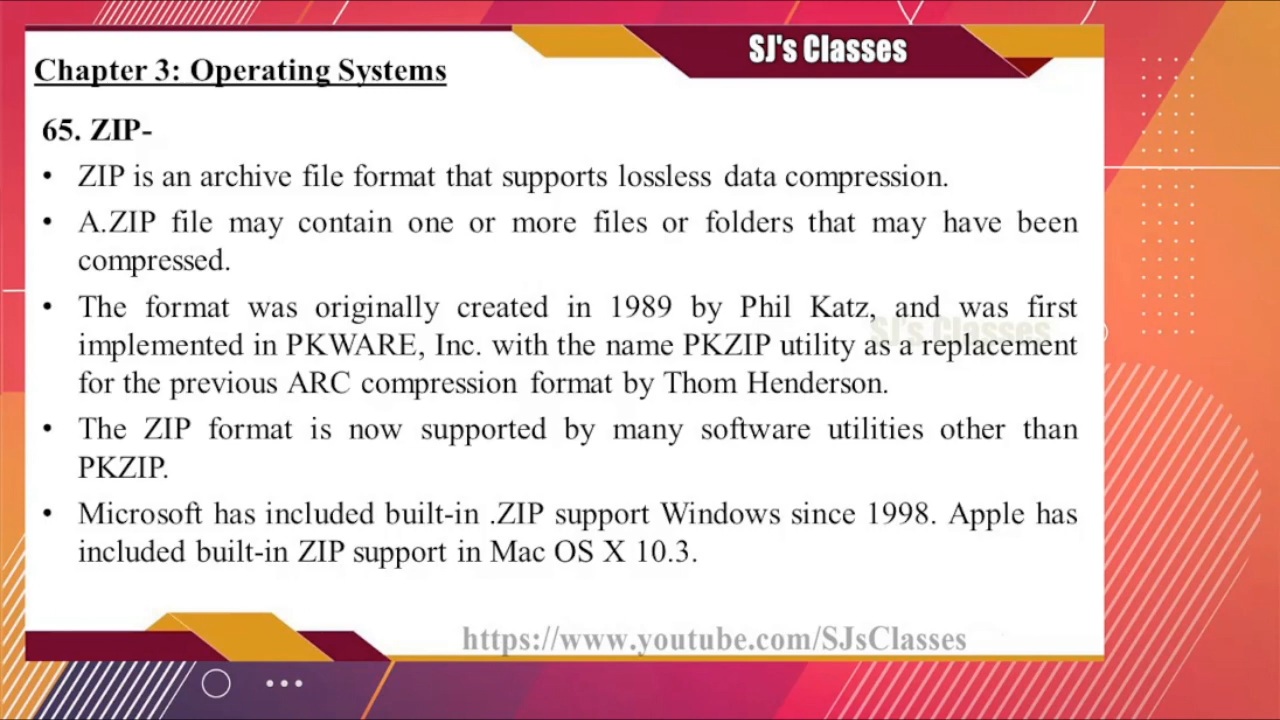 SJ's Classes
Chapter 3: Operating Systems
65. ZIP-
• ZIP is an archive file format that supports lossless data compression.
• A.ZIP file may contain one or more files or folders that may have been
compressed.
• The format was originally created in 1989 by Phil Katz, and was first
SJ's Classes
implemented in PKWARE, Inc. with the name PKZIP utility as a replacement
for the previous ARC compression format by Thom Henderson.
• The ZIP format is now supported by many software utilities other than
PKZIP.
• Microsoft has included built-in .ZIP support Windows since 1998. Apple has
included built-in ZIP support in Mac OS X 10.3.
https://www.youtube.com/SJsClasses